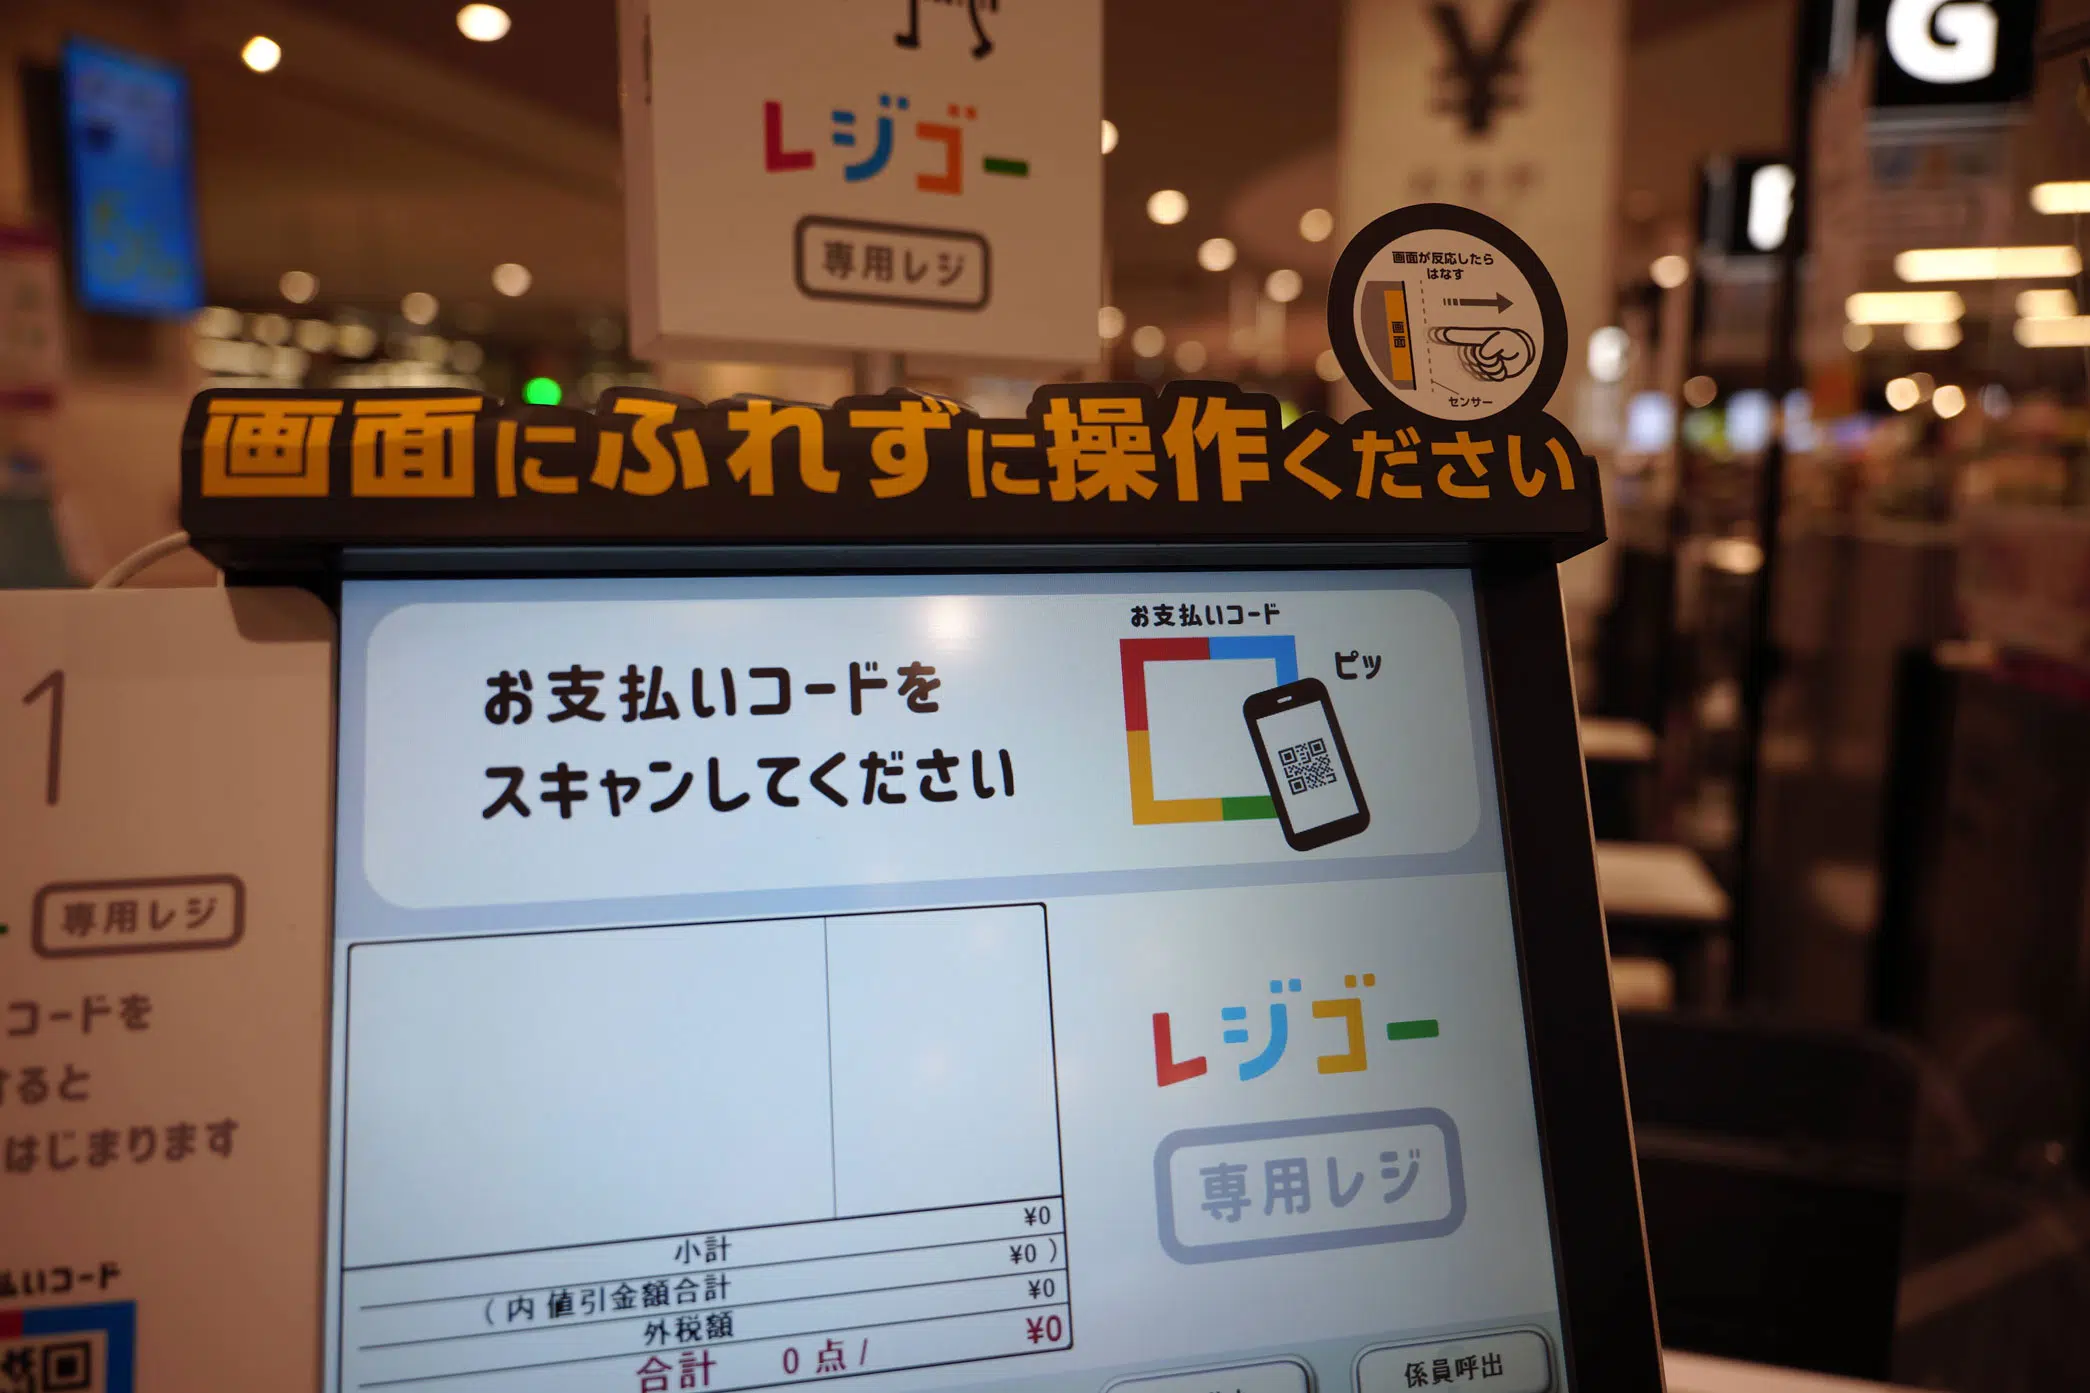 レジゴー
専用レジ
¥
G
画面が反応したら
はなす
画面
センサー
画面にふれずに操作ください
お支払いコードを
スキャンしてください
お支払いコード
ピッ
レジゴー
専用レジ
¥0
小計
¥0 )
( 内 値引金額合計
¥0
外税額
合計 0 点 / ¥0
係員呼出
1
専用レジ
コードを
すると
はじまります
払いコード